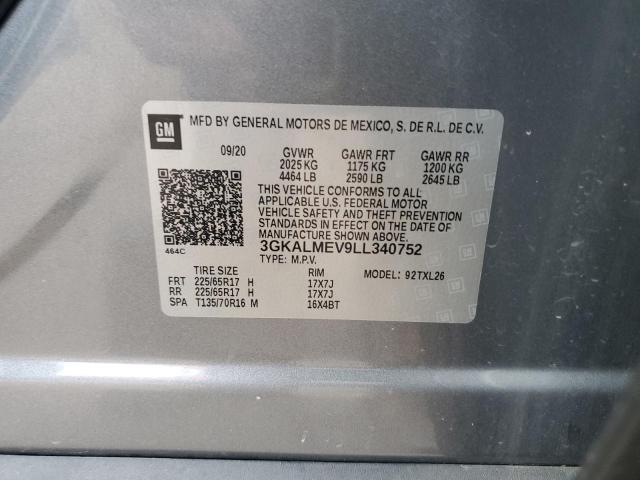 GM
MFD BY GENERAL MOTORS DE MEXICO, S. DE R.L. DE C.V.
09/20 GVWR GAWR FRT GAWR RR
2025 KG 1175 KG 1200 KG
4464 LB 2590 LB 2645 LB
THIS VEHICLE CONFORMS TO ALL
APPLICABLE U.S. FEDERAL MOTOR
VEHICLE SAFETY AND THEFT PREVENTION
STANDARDS IN EFFECT ON THE DATE OF
MANUFACTURE SHOWN ABOVE.
464C 3GKALMEV9LL340752
TYPE: M.P.V.
TIRE SIZE RIM MODEL: 92TXL26
FRT 225/65R17 H 17X7J
RR 225/65R17 H 17X7J
SPA T135/70R16 M 16X4BT